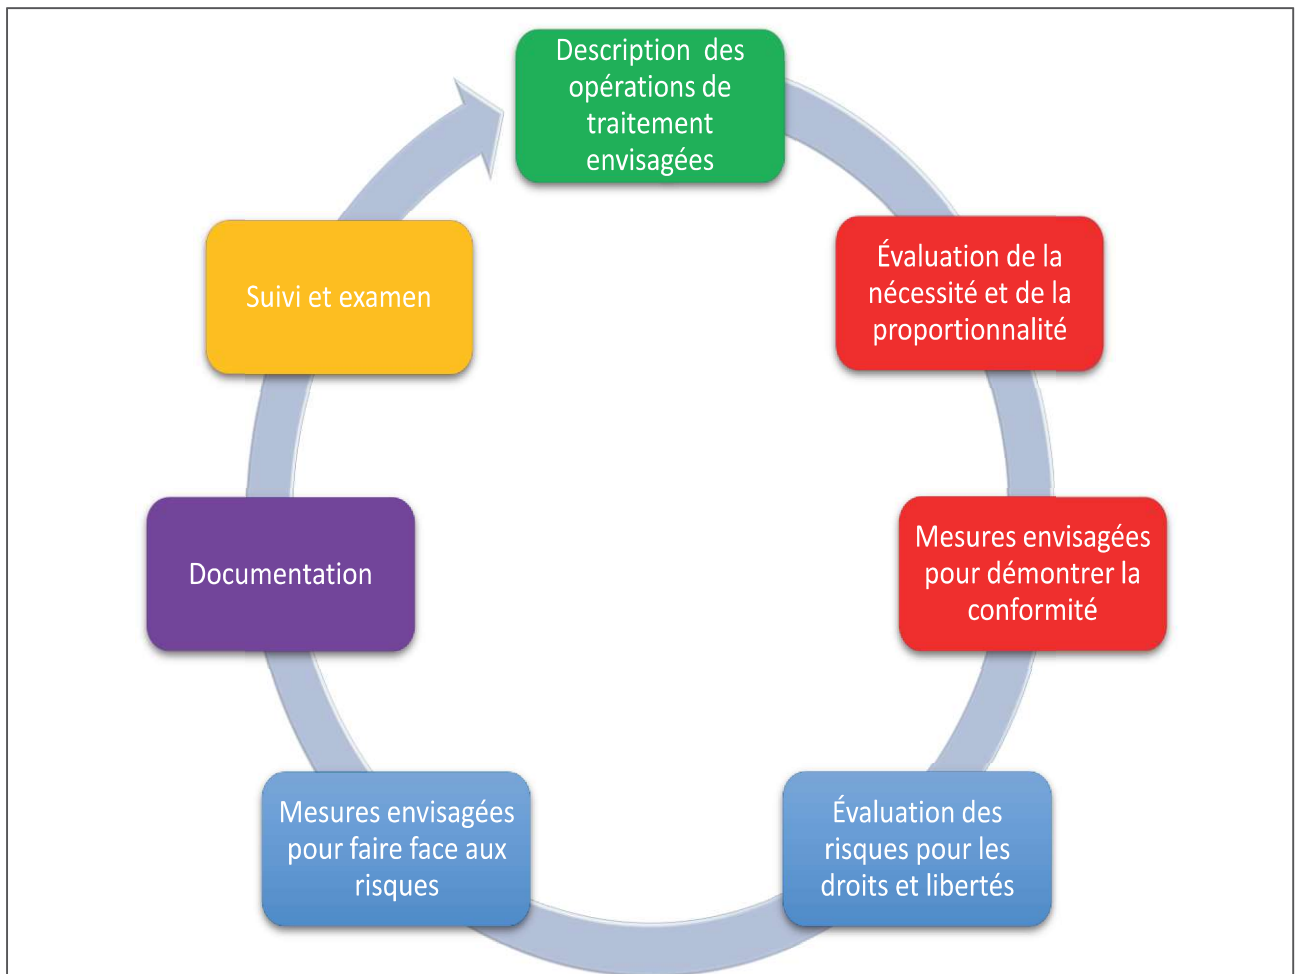 Description des
opérations de
traitement
envisagées
Évaluation de la
nécessité et de la
proportionnalité
Mesures envisagées
pour démontrer la
conformité
Évaluation des
risques pour les
droits et libertés
Mesures envisagées
pour faire face aux
risques
Documentation
Suivi et examen